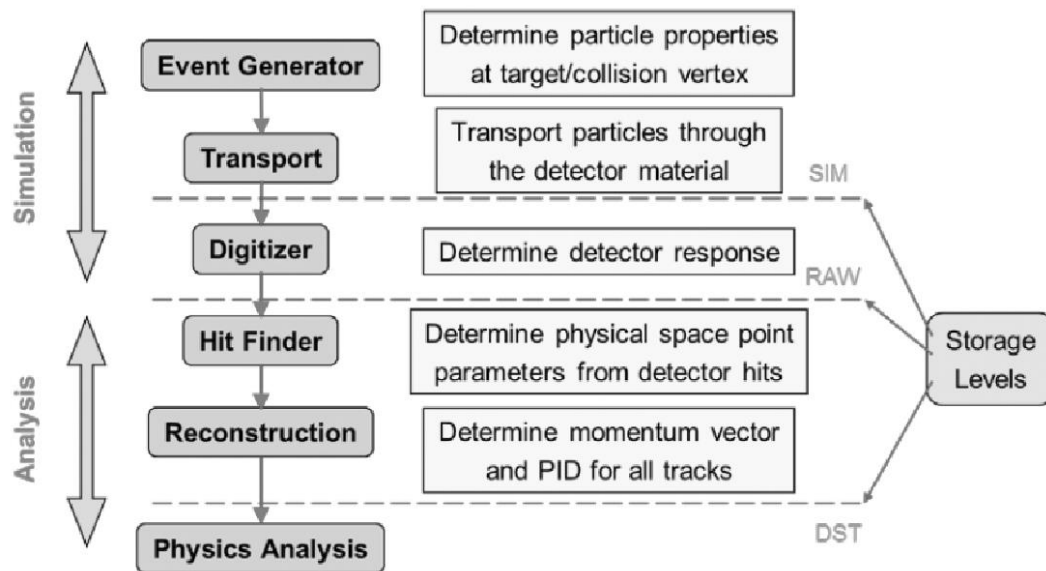 Event Generator
Determine particle properties
at target/collision vertex
Transport
Transport particles through
the detector material
SIM
Simulation
Digitizer
Determine detector response
RAW
Hit Finder
Determine physical space point
parameters from detector hits
Storage
Levels
Analysis
Reconstruction
Determine momentum vector
and PID for all tracks
DST
Physics Analysis